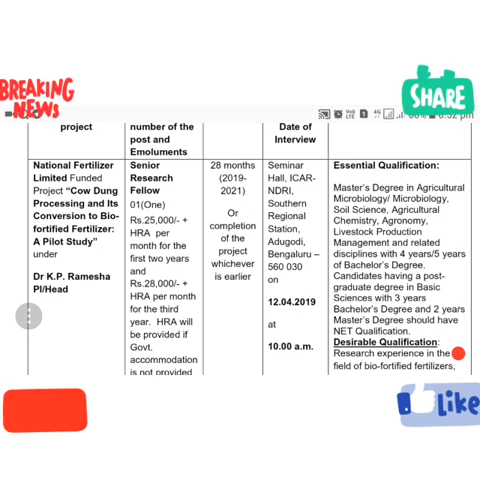 BREAKING
NEWS
SHARE
project
number of the
post and
Emoluments
Date of
Interview
National Fertilizer
Limited Funded
Project “Cow Dung
Processing and Its
Conversion to Bio-
fortified Fertilizer:
A Pilot Study”
under
Dr K.P. Ramesha
PI/Head
Senior
Research
Fellow
01(One)
Rs.25,000/- +
HRA per
month for the
first two years
and
Rs.28,000/- +
HRA per month
for the third
year. HRA will
be provided if
Govt.
accommodation
is not provided
28 months
(2019-
2021)
Or
completion
of the
project
whichever
is earlier
Seminar
Hall, ICAR-
NDRI,
Southern
Regional
Station,
Adugodi,
Bengaluru –
560 030
on
12.04.2019
at
10.00 a.m.
Essential Qualification:
Master’s Degree in Agricultural
Microbiology/ Microbiology,
Soil Science, Agricultural
Chemistry, Agronomy,
Livestock Production
Management and related
disciplines with 4 years/5 years
of Bachelor’s Degree.
Candidates having a post-
graduate degree in Basic
Sciences with 3 years
Bachelor’s Degree and 2 years
Master’s Degree should have
NET Qualification.
Desirable Qualification:
Research experience in the
field of bio-fortified fertilizers,
Like